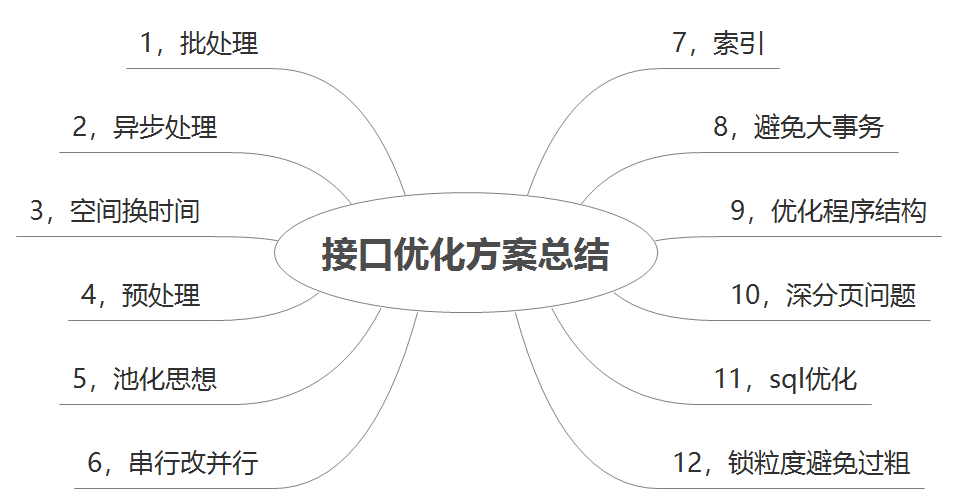 1，批处理
2，异步处理
3，空间换时间
4，预处理
5，池化思想
6，串行改并行
接口优化方案总结
7，索引
8，避免大事务
9，优化程序结构
10，深分页问题
11，sql优化
12，锁粒度避免过粗